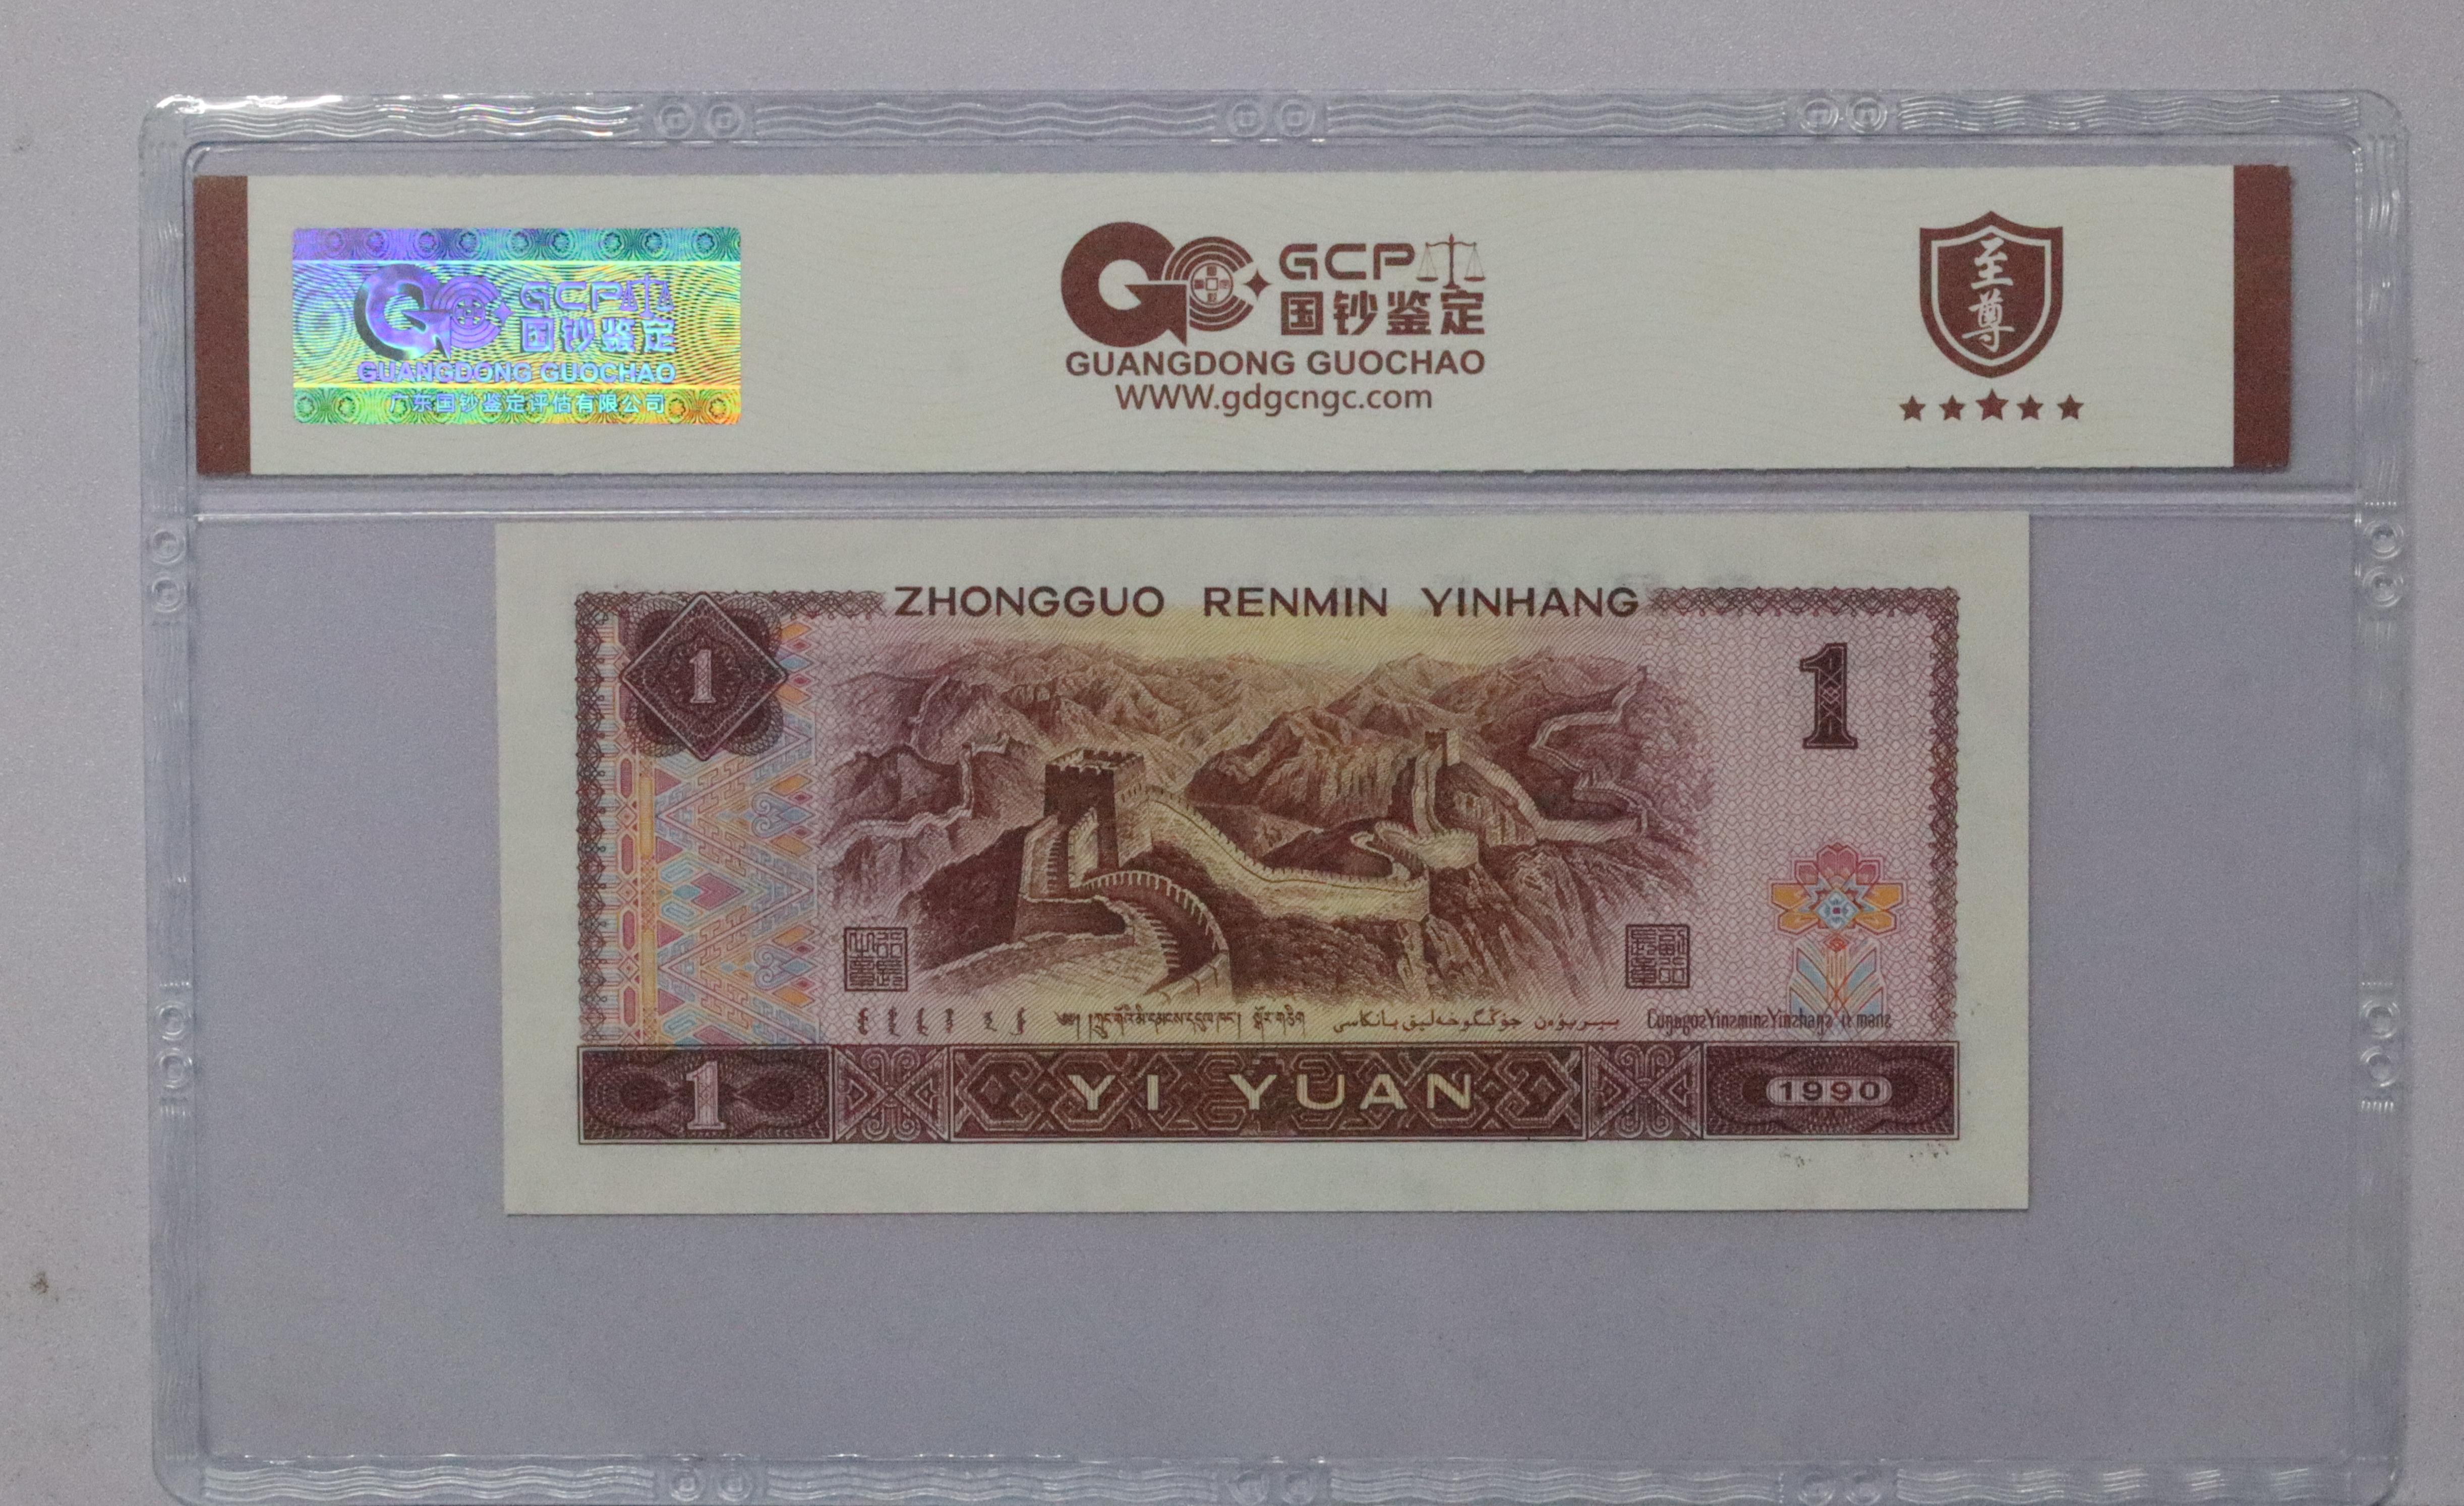 GCP
国钞鉴定
GUANGDONG GUOCHAO
广东国钞鉴定评估有限公司
GCP
国钞鉴定
GUANGDONG GUOCHAO
WWW.gdgcngc.com
至尊
ZHONGGUO RENMIN YINHANG
1
1
1 YI YUAN 1990